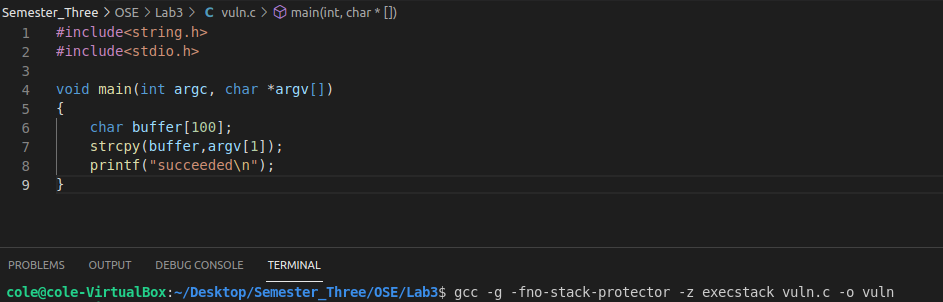 Semester_Three > OSE > Lab3 > C vuln.c > main(int, char * [])
1 #include<string.h>
2 #include<stdio.h>
3
4 void main(int argc, char *argv[])
5 {
6 char buffer[100];
7 strcpy(buffer,argv[1]);
8 printf("succeeded\n");
9 }
PROBLEMS OUTPUT DEBUG CONSOLE TERMINAL
cole@cole-VirtualBox:~/Desktop/Semester_Three/OSE/Lab3$ gcc -g -fno-stack-protector -z execstack vuln.c -o vuln